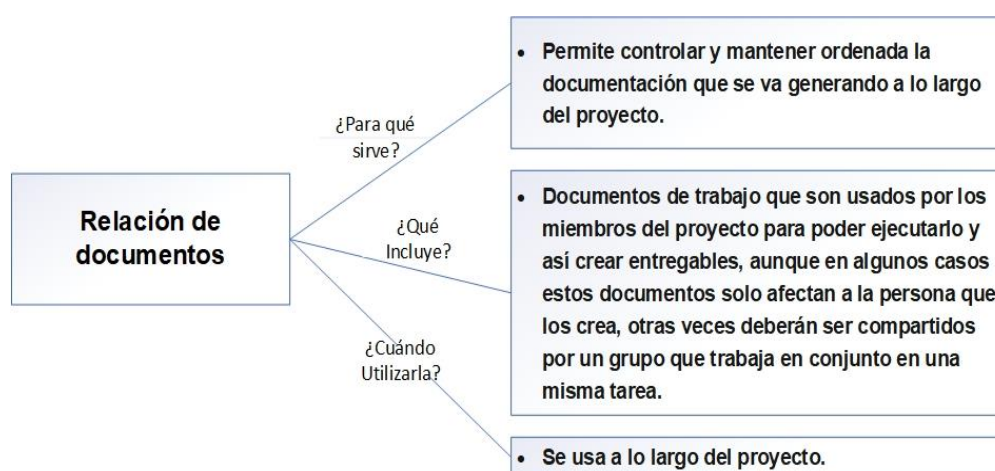 Relación de
documentos
¿Para qué
sirve?
• Permite controlar y mantener ordenada la
documentación que se va generando a lo largo
del proyecto.
¿Qué
Incluye?
• Documentos de trabajo que son usados por los
miembros del proyecto para poder ejecutarlo y
así crear entregables, aunque en algunos casos
estos documentos solo afectan a la persona que
los crea, otras veces deberán ser compartidos
por un grupo que trabaja en conjunto en una
misma tarea.
¿Cuándo
Utilizarla?
• Se usa a lo largo del proyecto.